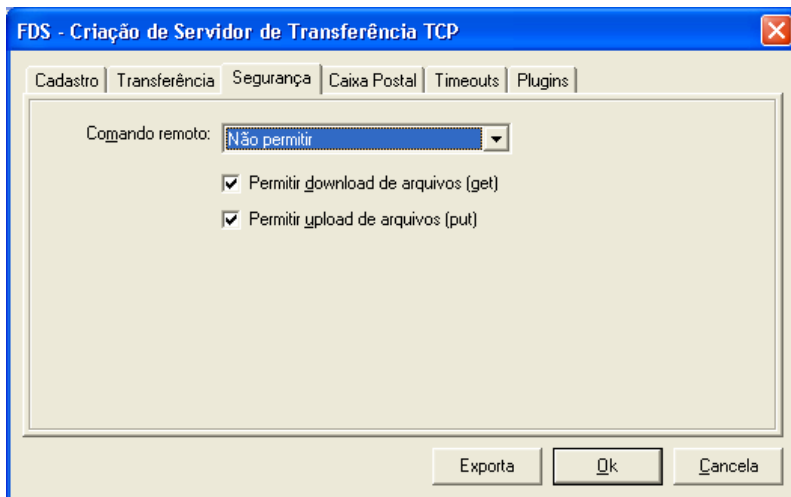 FDS - Criação de Servidor de Transferência TCP
Cadastro Transferência Segurança Caixa Postal Timeouts Plugins
Comando remoto: Não permitir
Permitir download de arquivos (get)
Permitir upload de arquivos (put)
Exporta Ok Cancela